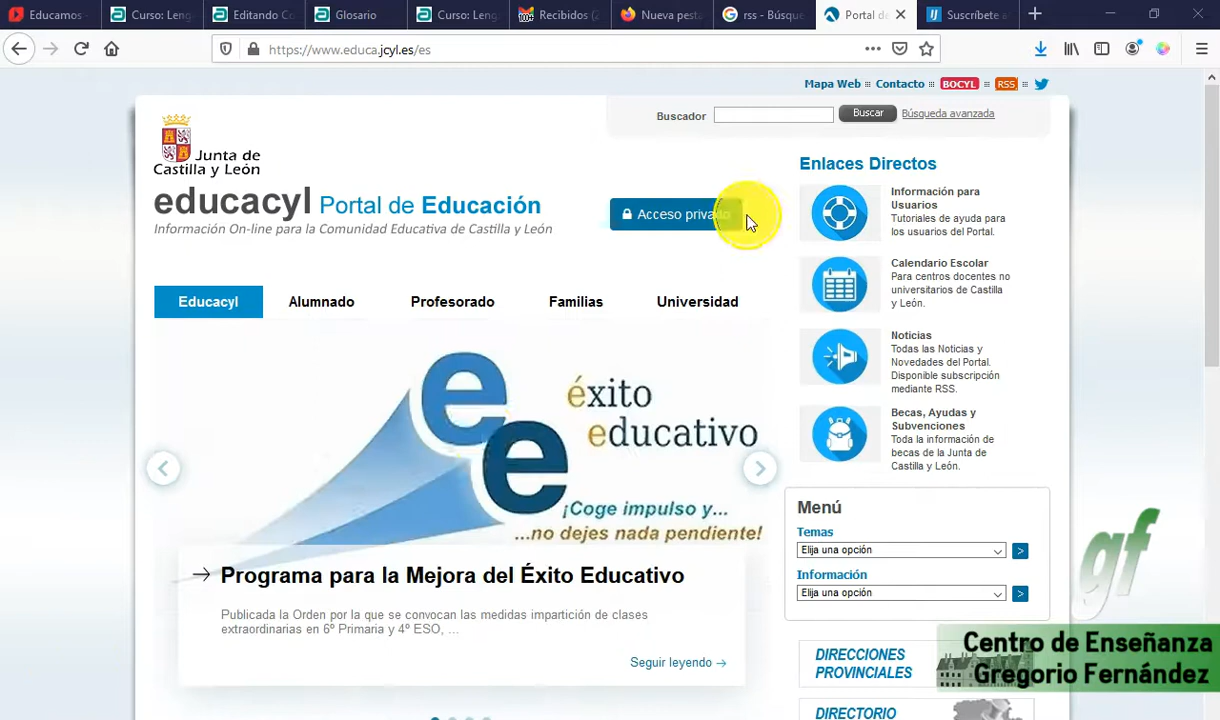 Educamos
Curso: Leng
Editando Co
Glosario
Curso: Leng
Recibidos (2
Nueva pest
rss - Búsqu
Portal de
Suscríbete a
https://www.educa.jcyl.es/es
Mapa Web :: Contacto :: BOCYL :: RSS ::
Buscador
Buscar
Búsqueda avanzada
Junta de
Castilla y León
educacyl Portal de Educación
Información On-line para la Comunidad Educativa de Castilla y León
Acceso privado
Educacyl
Alumnado
Profesorado
Familias
Universidad
éxito
educativo
¡Coge impulso y...
...no dejes nada pendiente!
Programa para la Mejora del Éxito Educativo
Publicada la Orden por la que se convocan las medidas impartición de clases
extraordinarias en 6º Primaria y 4º ESO, ...
Seguir leyendo →
Enlaces Directos
Información para
Usuarios
Tutoriales de ayuda para
los usuarios del Portal.
Calendario Escolar
Para centros docentes no
universitarios de Castilla
y León.
Noticias
Todas las Noticias y
Novedades del Portal.
Disponible subscripción
mediante RSS.
Becas, Ayudas y
Subvenciones
Toda la información de
becas de la Junta de
Castilla y León.
Menú
Temas
Elija una opción
>
Información
Elija una opción
>
DIRECCIONES
PROVINCIALES
DIRECTORIO
gf
Centro de Enseñanza
Gregorio Fernández